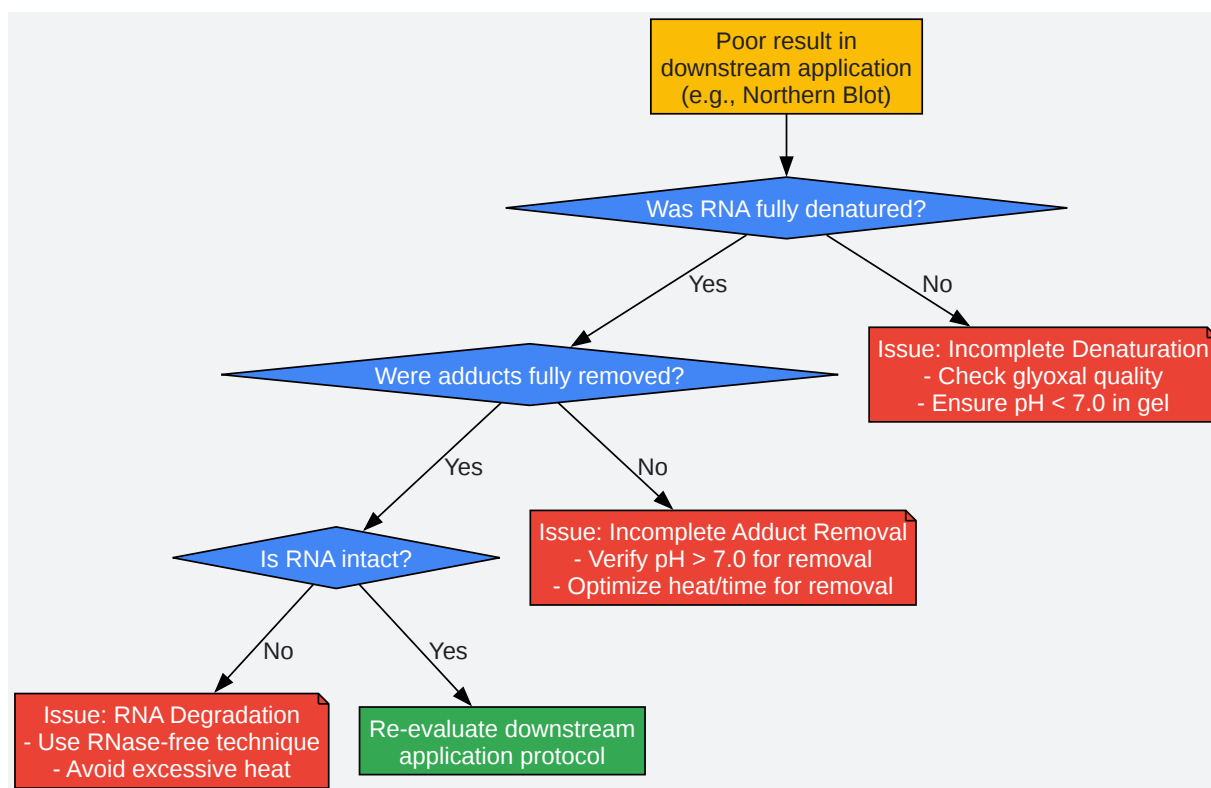 Poor result in
downstream application
(e.g., Northern Blot)
Was RNA fully denatured?
Yes
No
Issue: Incomplete Denaturation
- Check glyoxal quality
- Ensure pH < 7.0 in gel
Were adducts fully removed?
Yes
No
Issue: Incomplete Adduct Removal
- Verify pH > 7.0 for removal
- Optimize heat/time for removal
Is RNA intact?
No
Yes
Issue: RNA Degradation
- Use RNase-free technique
- Avoid excessive heat
Re-evaluate downstream
application protocol